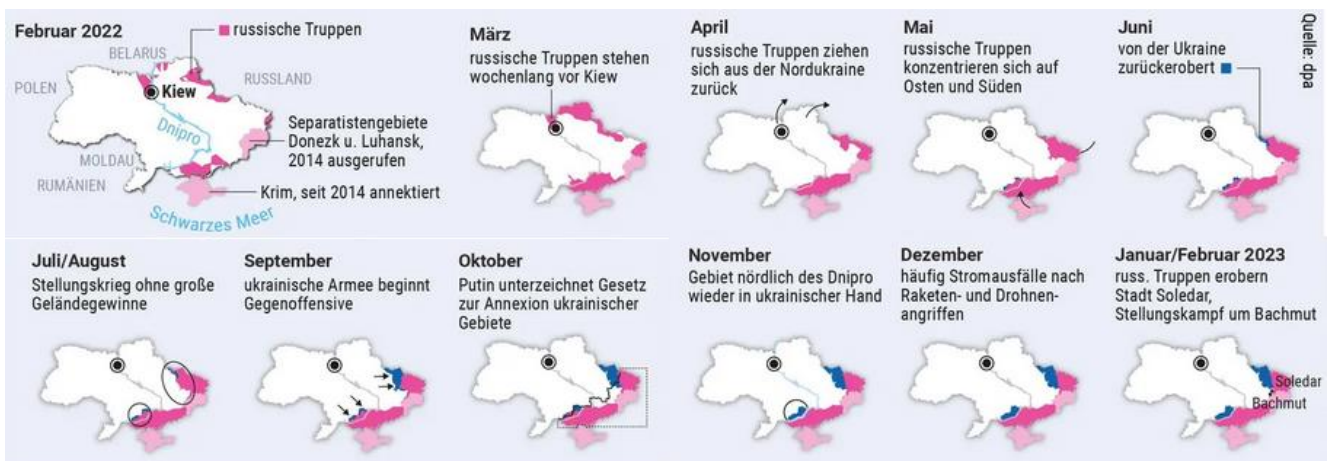 Februar 2022
russische Truppen
BELARUS
POLEN
RUSSLAND
Kiew
Dnipro
Separatistengebiete
Donezk u. Luhansk,
2014 ausgerufen
MOLDAU
RUMÄNIEN
Krim, seit 2014 annektiert
Schwarzes Meer
März
russische Truppen stehen
wochenlang vor Kiew
April
russische Truppen ziehen
sich aus der Nordukraine
zurück
Mai
russische Truppen
konzentrieren sich auf
Osten und Süden
Juni
von der Ukraine
zurückerobert
Quelle: dpa
Juli/August
Stellungskrieg ohne große
Geländegewinne
September
ukrainische Armee beginnt
Gegenoffensive
Oktober
Putin unterzeichnet Gesetz
zur Annexion ukrainischer
Gebiete
November
Gebiet nördlich des Dnipro
wieder in ukrainischer Hand
Dezember
häufig Stromausfälle nach
Raketen- und Drohnen-
angriffen
Januar/Februar 2023
russ. Truppen erobern
Stadt Soledar,
Stellungskampf um Bachmut
Soledar
Bachmut